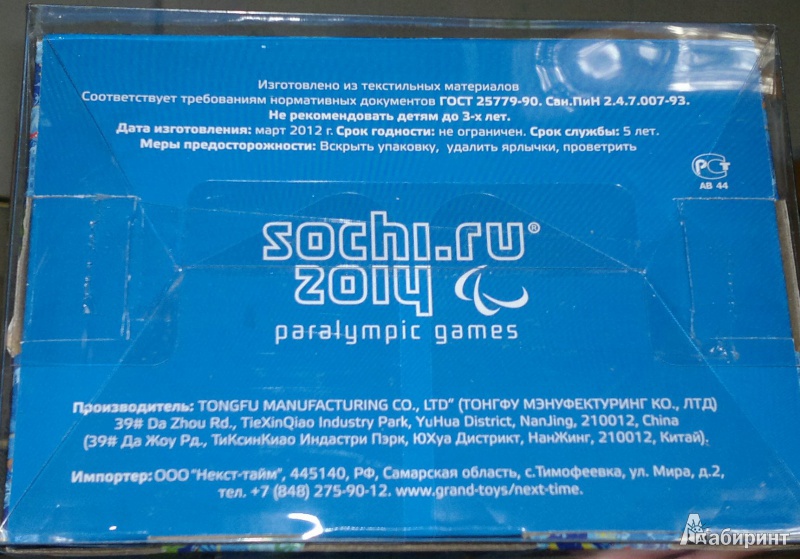 Изготовлено из текстильных материалов
Соответствует требованиям нормативных документов ГОСТ 25779-90. Сан.ПиН 2.4.7.007-93.
Не рекомендовать детям до 3-х лет.
Дата изготовления: март 2012 г. Срок годности: не ограничен. Срок службы: 5 лет.
Меры предосторожности: Вскрыть упаковку, удалить ярлычки, проветрить
РСТ
АВ 44
sochi.ru®
2014
paralympic games
Производитель: TONGFU MANUFACTURING CO., LTD" (ТОНГФУ МЭНУФЕКТУРИНГ КО., ЛТД)
39# Da Zhou Rd., TieXinQiao Industry Park, YuHua District, NanJing, 210012, China
(39# Да Жоу Рд., ТиКсинКиао Индастри Пэрк, ЮХуа Дистрикт, НанЖинг, 210012, Китай).
Импортер: ООО "Некст-тайм", 445140, РФ, Самарская область, с.Тимофеевка, ул. Мира, д.2,
тел. +7 (848) 275-90-12. www.grand-toys/next-time.
Лабиринт